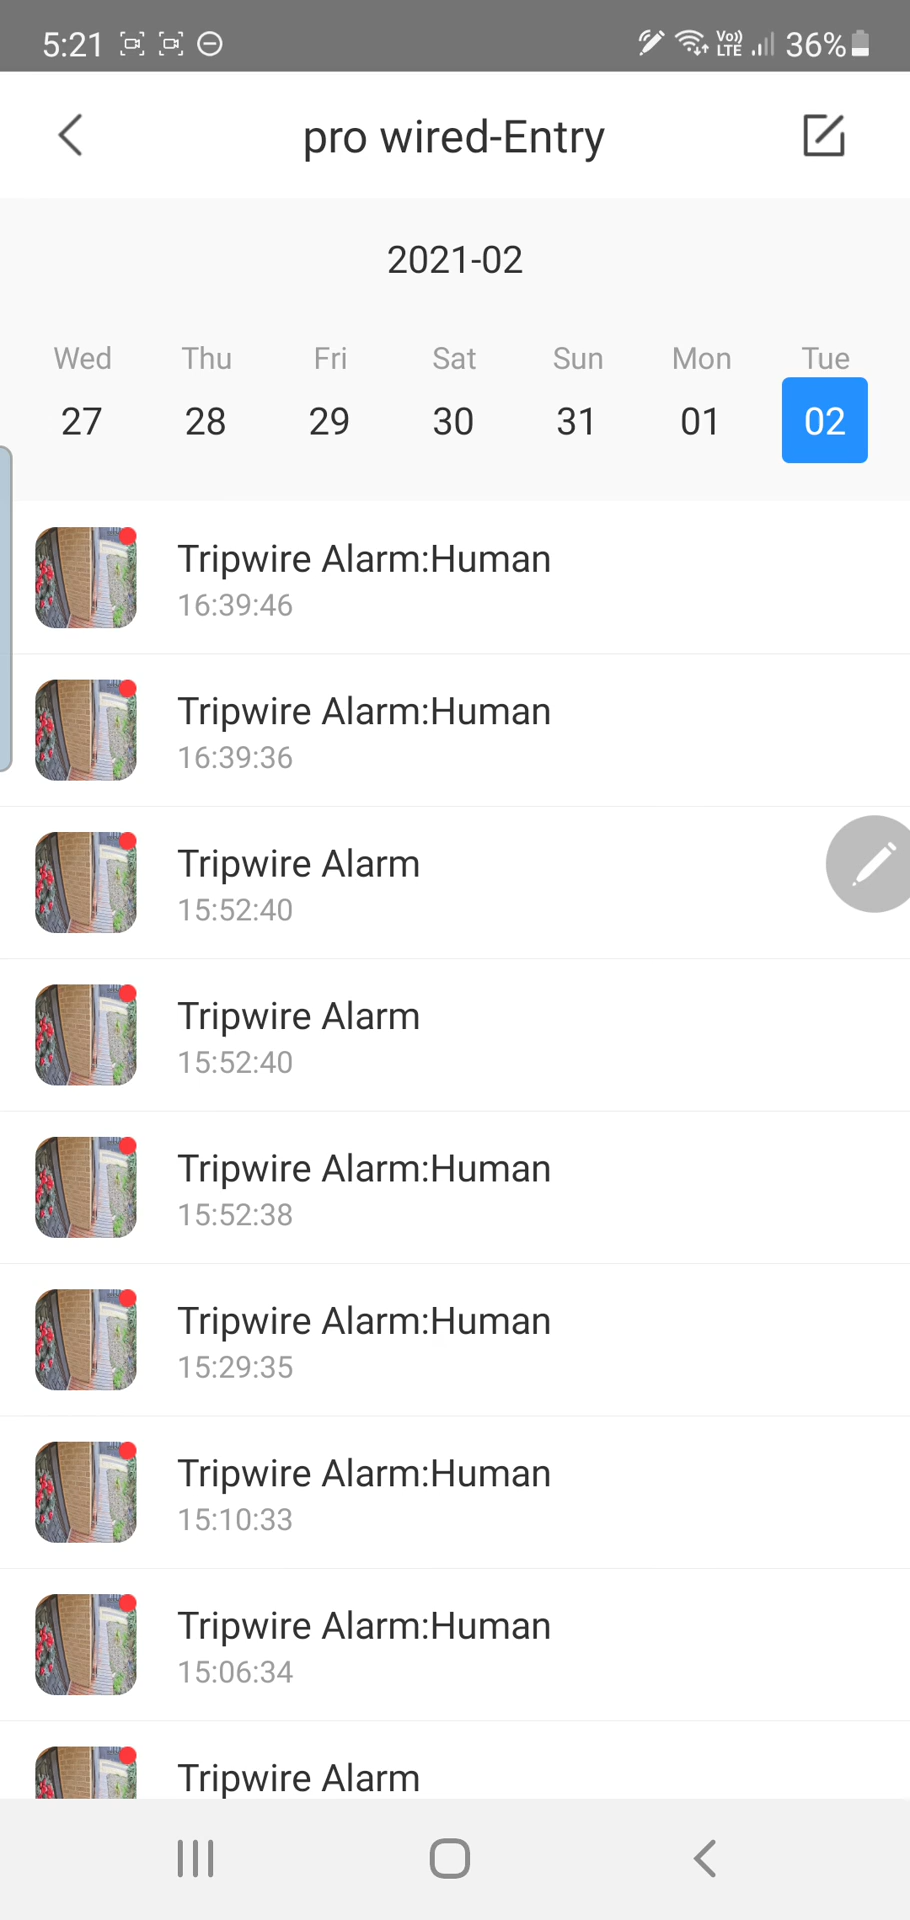 5:21 Vo)) LTE 36%
pro wired-Entry
2021-02
Wed Thu Fri Sat Sun Mon Tue
27 28 29 30 31 01 02
Tripwire Alarm:Human
16:39:46
Tripwire Alarm:Human
16:39:36
Tripwire Alarm
15:52:40
Tripwire Alarm
15:52:40
Tripwire Alarm:Human
15:52:38
Tripwire Alarm:Human
15:29:35
Tripwire Alarm:Human
15:10:33
Tripwire Alarm:Human
15:06:34
Tripwire Alarm